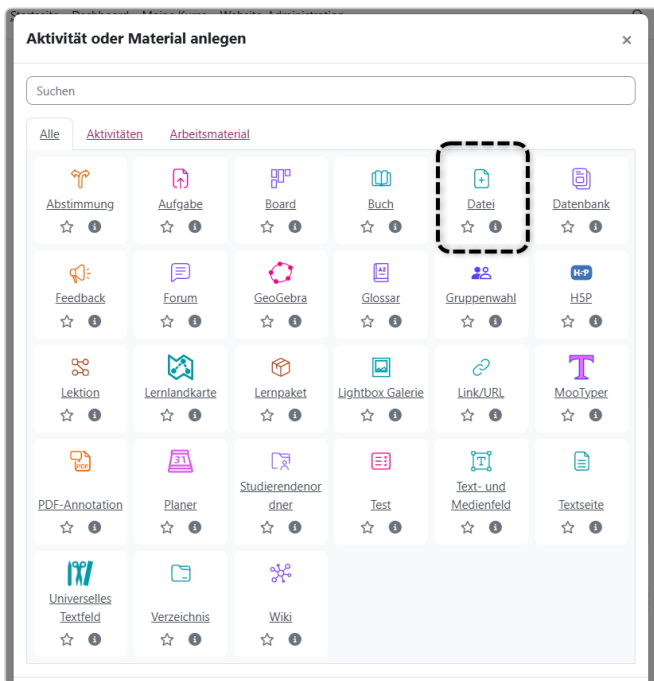 Aktivität oder Material anlegen ×
Suchen
Alle Aktivitäten Arbeitsmaterial
Abstimmung Aufgabe Board Buch Datei Datenbank
Feedback Forum GeoGebra Glossar Gruppenwahl H5P
H5P
Lektion Lernlandkarte Lernpaket Lightbox Galerie Link/URL MooTyper
PDF
31
T
Studierendenor
dner
Text- und
Medienfeld
PDF-Annotation Planer Test Textseite
Universelles
Textfeld
Verzeichnis Wiki